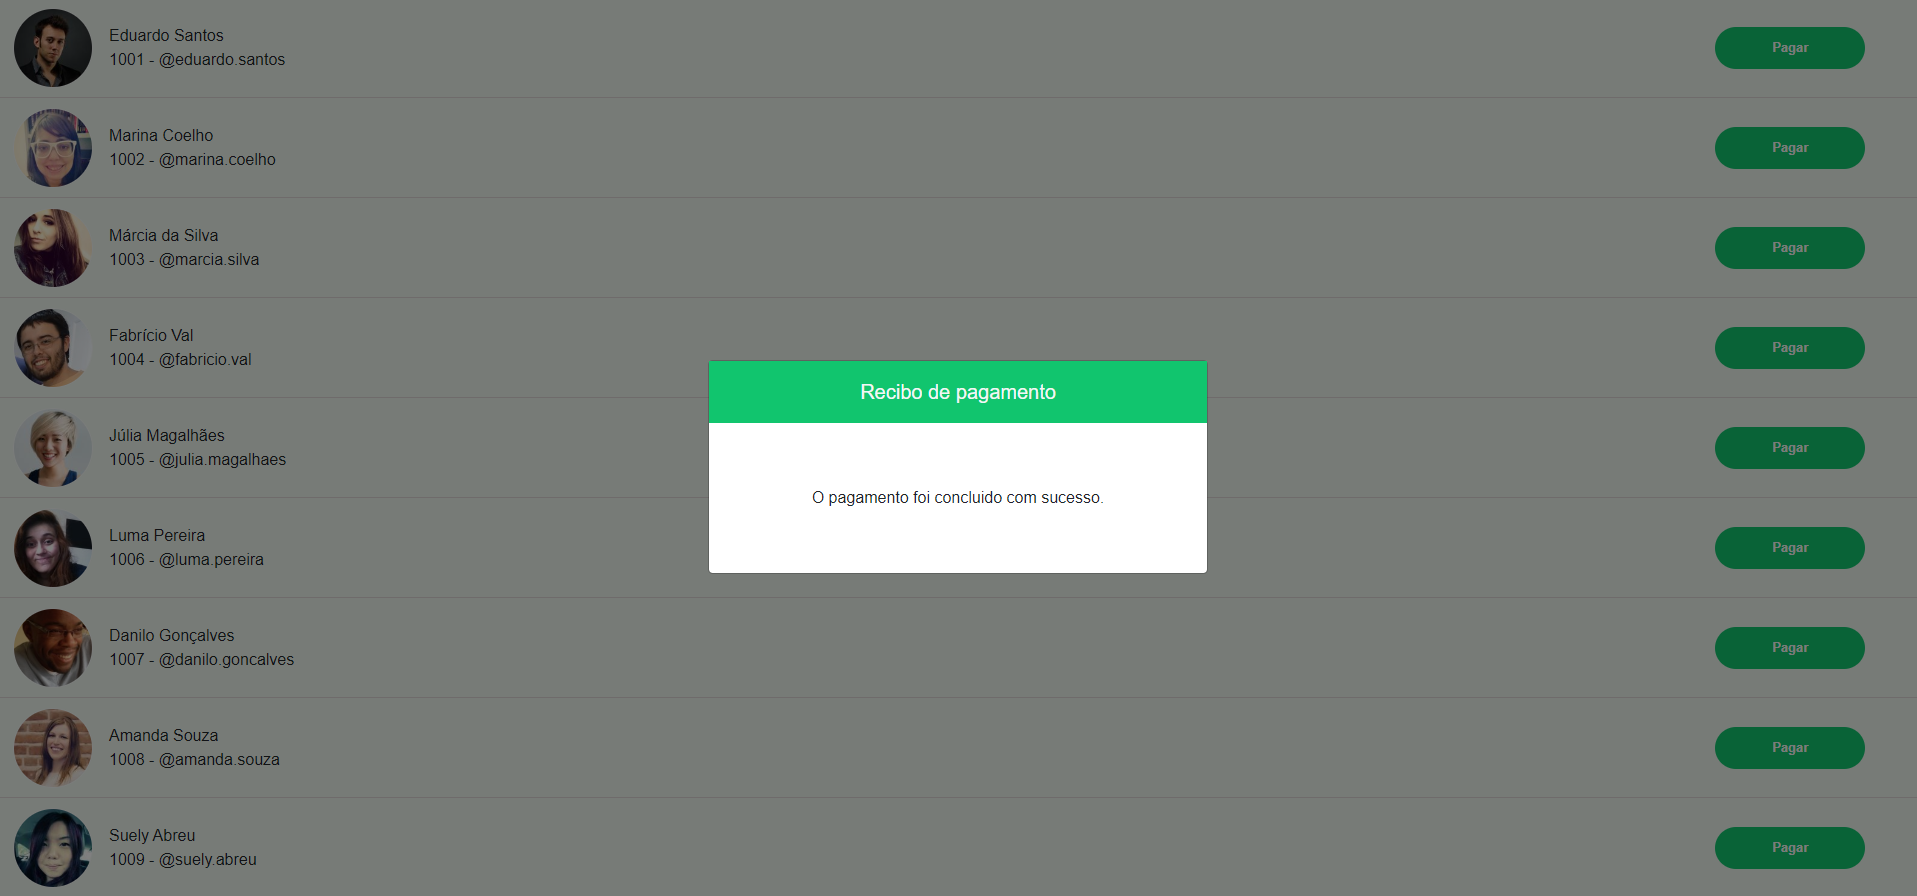 Eduardo Santos
1001 - @eduardo.santos
Pagar
Marina Coelho
1002 - @marina.coelho
Pagar
Márcia da Silva
1003 - @marcia.silva
Pagar
Fabrício Val
1004 - @fabricio.val
Pagar
Recibo de pagamento
Júlia Magalhães
1005 - @julia.magalhaes
Pagar
O pagamento foi concluido com sucesso.
Luma Pereira
1006 - @luma.pereira
Pagar
Danilo Gonçalves
1007 - @danilo.goncalves
Pagar
Amanda Souza
1008 - @amanda.souza
Pagar
Suely Abreu
1009 - @suely.abreu
Pagar